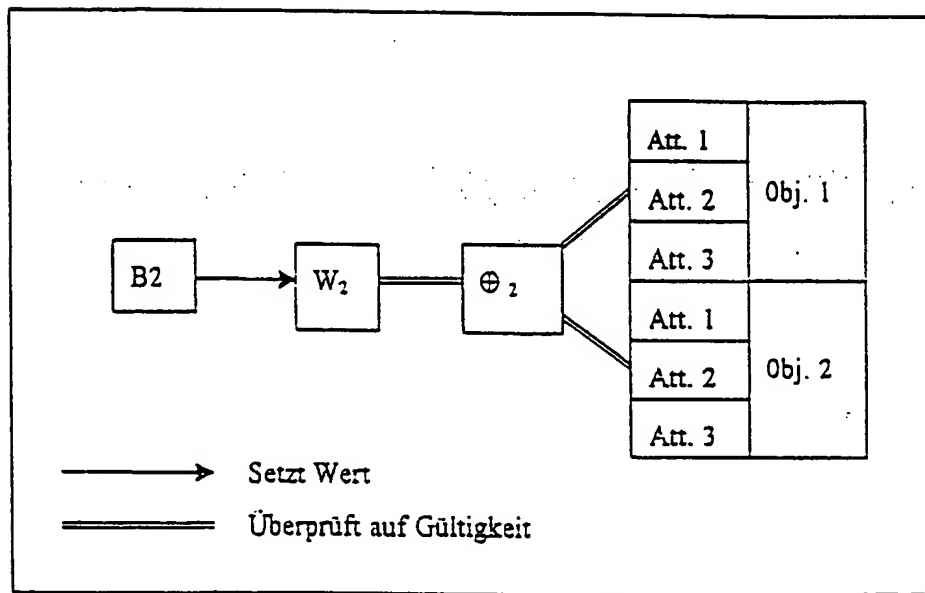 Att. 1
Att. 2
Obj. 1
Att. 3
B2
W₂
⊕ ₂
Att. 1
Att. 2
Obj. 2
Att. 3
Setzt Wert
Überprüft auf Gültigkeit